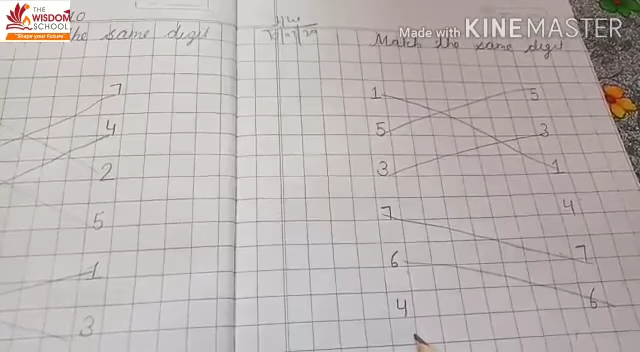 THE
WISDOM
SCHOOL
"Shape your Future"
Made with KINEMASTER
the same digit
7
4
2
5
1
3
H.W
Match the same digit
1 5
5 3
3 1
7 4
6 7
4 6